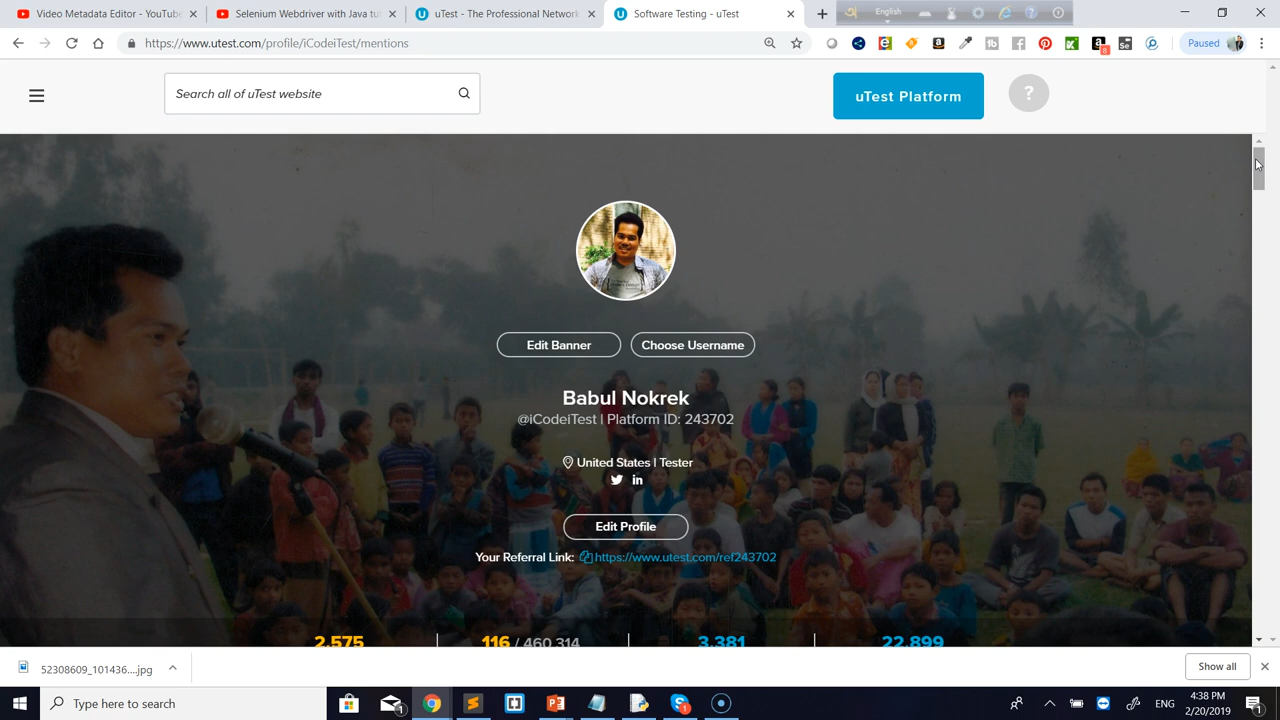 Video Metadata Editor - YouTub
Selenium Webdriver with Java tu
uTest - The Professional Network
Software Testing - uTest
English
https://www.utest.com/profile/iCodeiTest/mentions
Paused
Search all of uTest website
uTest Platform
?
Edit Banner
Choose Username
Babul Nokrek
@iCodeiTest | Platform ID: 243702
United States | Tester
Edit Profile
Your Referral Link: https://www.utest.com/ref243702
2,575 116 / 460,314 3,381 22,899
52308609_101436....jpg
Show all
Type here to search
ENG
4:38 PM
2/20/2019